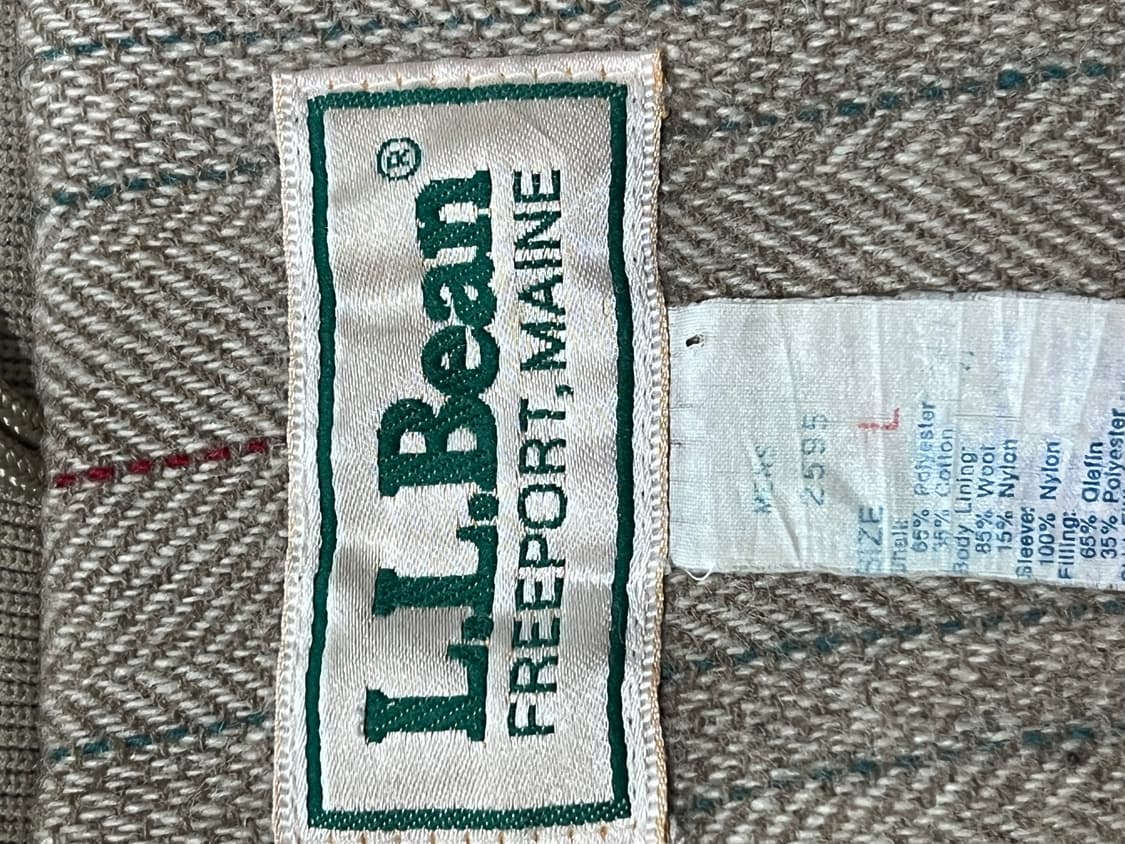 L.L.Bean®
FREEPORT, MAINE
MENS
2595
SIZE L
Shell:
65% Polyester
35% Cotton
Body Lining:
85% Wool
15% Nylon
Sleeve:
100% Nylon
Filling:
65% Olefin
35% Polyester